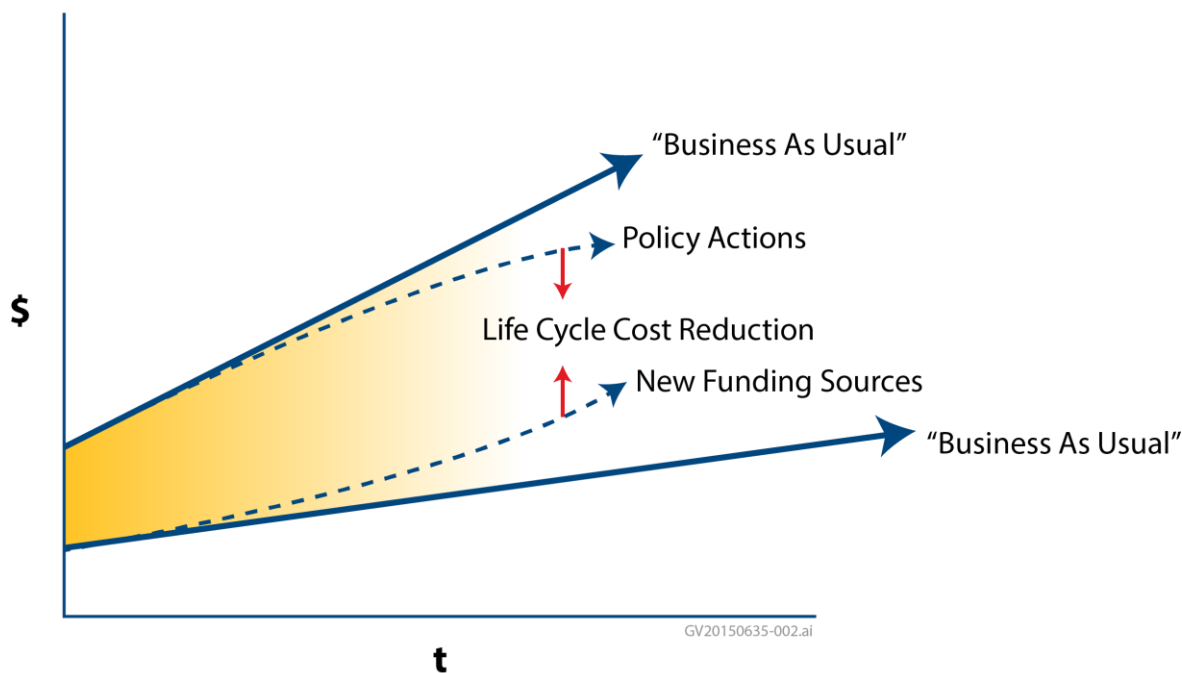 “Business As Usual”
Policy Actions
$
Life Cycle Cost Reduction
New Funding Sources
“Business As Usual”
GV20150635-002.ai
t